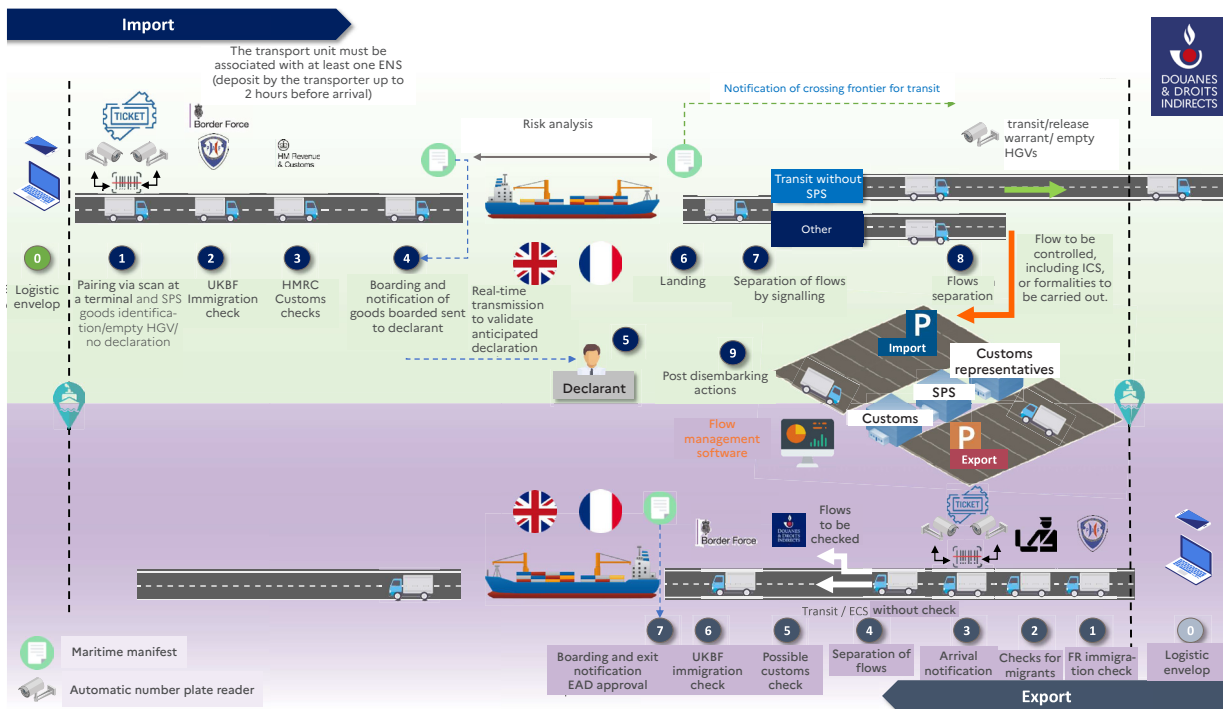 Import
The transport unit must be
associated with at least one ENS
(deposit by the transporter up to
2 hours before arrival)
DOUANES
& DROITS
INDIRECTS
TICKET
Border Force
HM Revenue
& Customs
Risk analysis
Notification of crossing frontier for transit
transit/release
warrant/ empty
HGVs
Transit without
SPS
Other
0
Logistic
envelop
1
Pairing via scan at
a terminal and SPS
goods identifica-
tion/empty HGV/
no declaration
2
UKBF
Immigration
check
3
HMRC
Customs
checks
4
Boarding and
notification of
goods boarded sent
to declarant
Real-time
transmission
to validate
anticipated
declaration
5
Declarant
6
Landing
7
Separation of flows
by signalling
8
Flows
separation
Flow to be
controlled,
including ICS,
or formalities to
be carried out.
9
Post disembarking
actions
P
Import
Customs
representatives
SPS
Customs
P
Export
Flow
management
software
Border Force
DOUANES
& DROITS
INDIRECTS
Flows
to be
checked
TICKET
Transit / ECS without check
7
Boarding and exit
notification
EAD approval
6
UKBF
immigration
check
5
Possible
customs
check
4
Separation of
flows
3
Arrival
notification
2
Checks for
migrants
1
FR immigra-
tion check
0
Logistic
envelop
Maritime manifest
Automatic number plate reader
Export